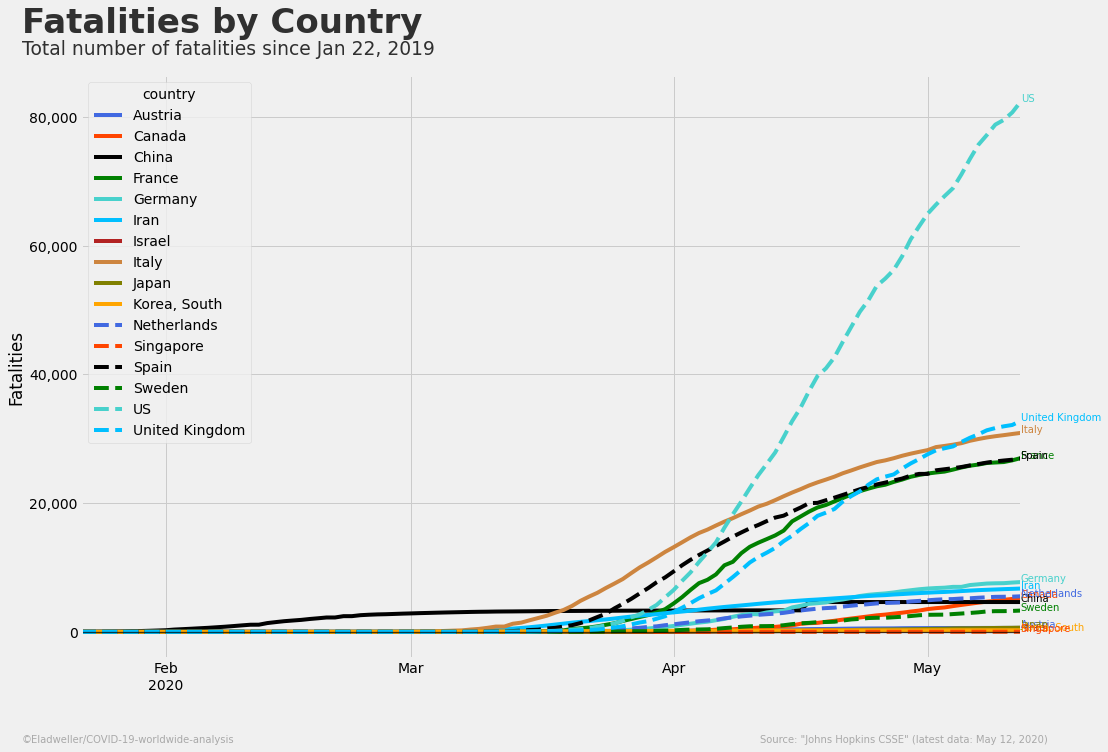 Fatalities by Country
Total number of fatalities since Jan 22, 2019
country
Austria
Canada
China
France
Germany
Iran
Israel
Italy
Japan
Korea, South
Netherlands
Singapore
Spain
Sweden
US
United Kingdom
Fatalities
80,000
60,000
40,000
20,000
0
Feb
2020
Mar
Apr
May
US
United Kingdom
Italy
Spain
Germany
Iran
Netherlands
China
Sweden
Austria
South
Singapore
©Eladweller/COVID-19-worldwide-analysis
Source: "Johns Hopkins CSSE" (latest data: May 12, 2020)